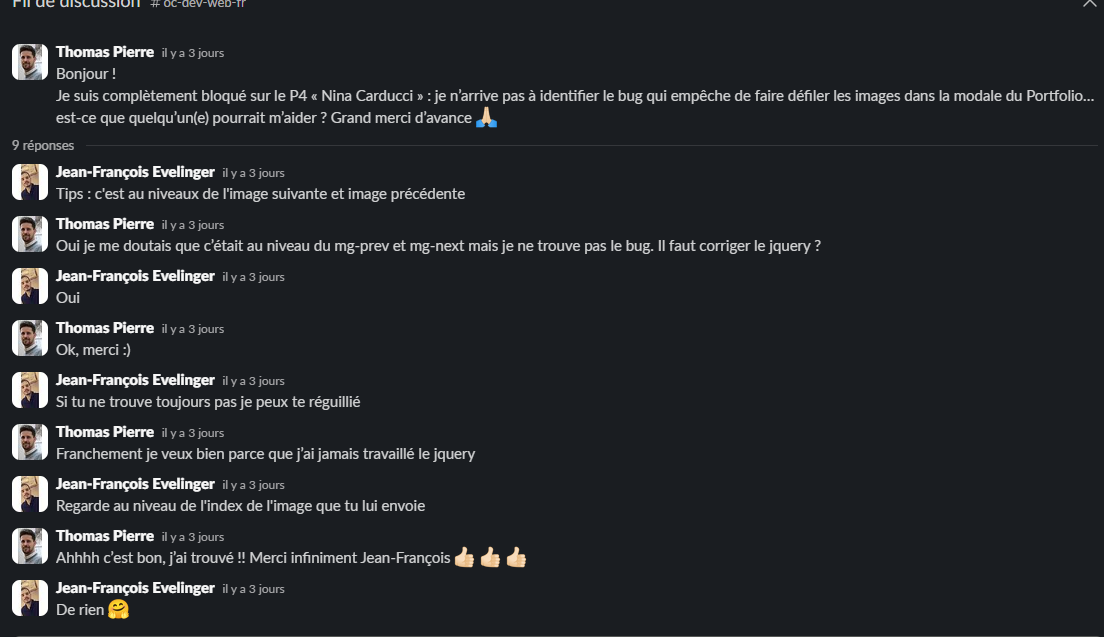 Fil de discussion # oc-dev-web-fr
Thomas Pierre il y a 3 jours
Bonjour !
Je suis complètement bloqué sur le P4 « Nina Carducci » : je n’arrive pas à identifier le bug qui empêche de faire défiler les images dans la modale du Portfolio...
est-ce que quelqu’un(e) pourrait m’aider ? Grand merci d’avance 🙏🏻
9 réponses
Jean-François Evelinger il y a 3 jours
Tips : c'est au niveaux de l'image suivante et image précédente
Thomas Pierre il y a 3 jours
Oui je me doutais que c’était au niveau du mg-prev et mg-next mais je ne trouve pas le bug. Il faut corriger le jquery ?
Jean-François Evelinger il y a 3 jours
Oui
Thomas Pierre il y a 3 jours
Ok, merci :)
Jean-François Evelinger il y a 3 jours
Si tu ne trouve toujours pas je peux te réguillié
Thomas Pierre il y a 3 jours
Franchement je veux bien parce que j’ai jamais travaillé le jquery
Jean-François Evelinger il y a 3 jours
Regarde au niveau de l'index de l'image que tu lui envoie
Thomas Pierre il y a 3 jours
Ahhhh c’est bon, j’ai trouvé !! Merci infiniment Jean-François 👍🏻 👍🏻 👍🏻
Jean-François Evelinger il y a 3 jours
De rien 🤗